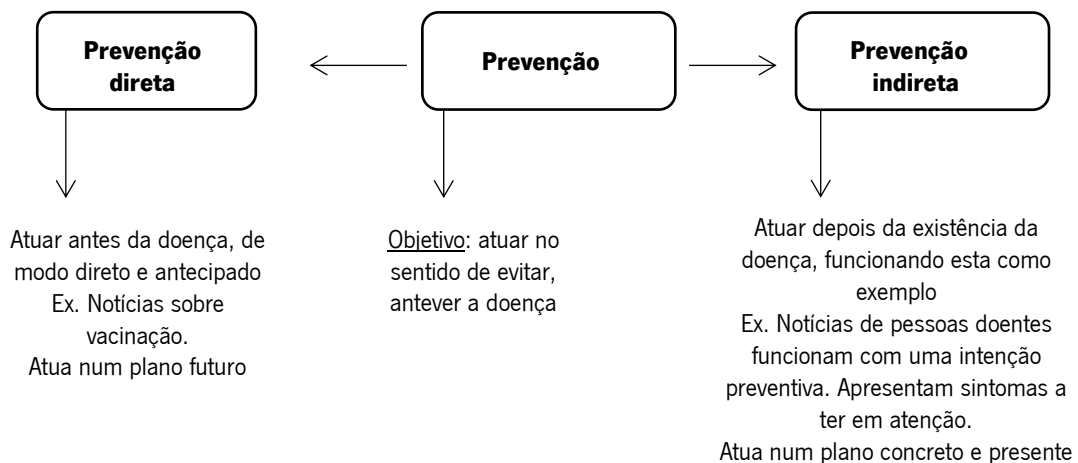 Prevenção
direta
Prevenção
Prevenção
indireta
Atuar antes da doença, de
modo direto e antecipado
Ex. Notícias sobre
vacinação.
Atua num plano futuro
Objetivo: atuar no
sentido de evitar,
antever a doença
Atuar depois da existência da
doença, funcionando esta como
exemplo
Ex. Notícias de pessoas doentes
funcionam com uma intenção
preventiva. Apresentam sintomas a
ter em atenção.
Atua num plano concreto e presente